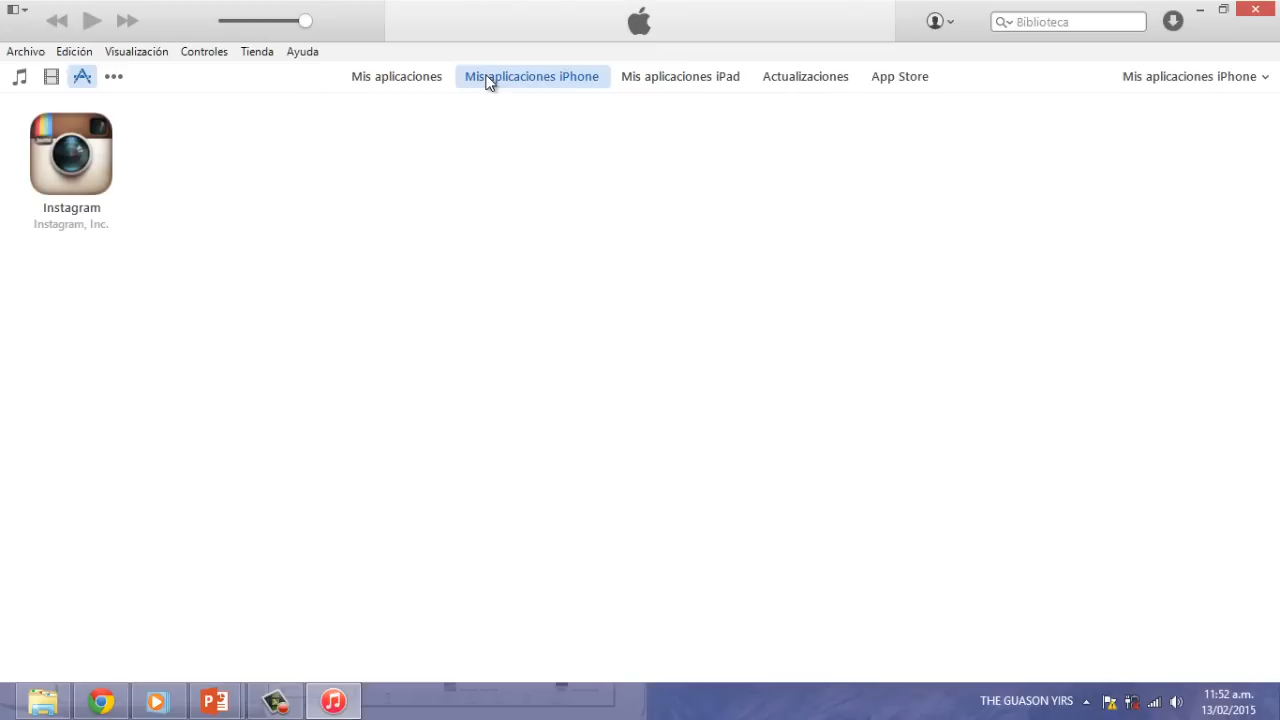 Biblioteca
Archivo Edición Visualización Controles Tienda Ayuda
Mis aplicaciones Mis aplicaciones iPhone Mis aplicaciones iPad Actualizaciones App Store Mis aplicaciones iPhone
Instagram
Instagram, Inc.
THE GUASON YIRS
11:52 a.m.
13/02/2015